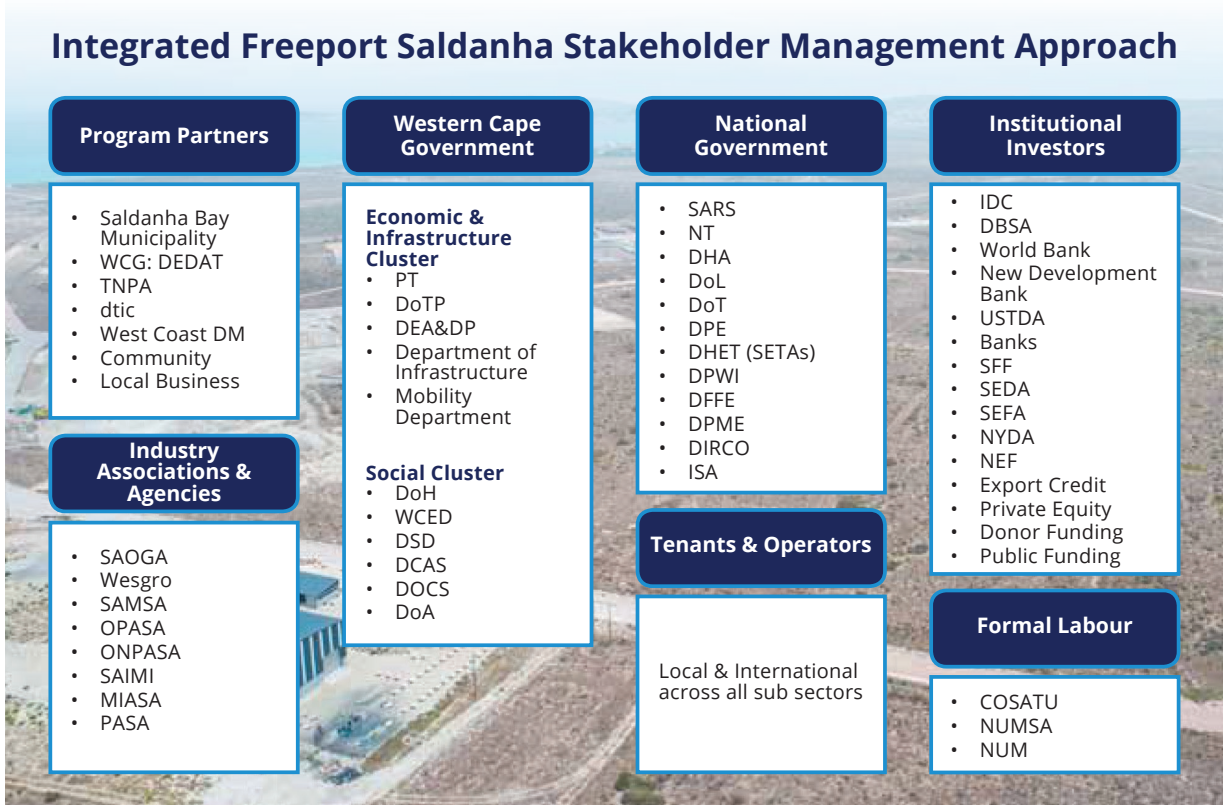 Integrated Freeport Saldanha Stakeholder Management Approach
Program Partners
• Saldanha Bay
Municipality
• WCG: DEDAT
• TNPA
• dtic
• West Coast DM
• Community
• Local Business
Industry
Associations &
Agencies
• SAOGA
• Wesgro
• SAMSA
• OPASA
• ONPASA
• SAIMI
• MIASA
• PASA
Western Cape
Government
Economic &
Infrastructure
Cluster
• PT
• DoTP
• DEA&DP
• Department of
Infrastructure
• Mobility
Department
Social Cluster
• DoH
• WCED
• DSD
• DCAS
• DOCS
• DoA
National
Government
• SARS
• NT
• DHA
• DoL
• DoT
• DPE
• DHET (SETAs)
• DPWI
• DFFE
• DPME
• DIRCO
• ISA
Tenants & Operators
Local & International
across all sub sectors
Institutional
Investors
• IDC
• DBSA
• World Bank
• New Development
Bank
• USTDA
• Banks
• SFF
• SEDA
• SEFA
• NYDA
• NEF
• Export Credit
• Private Equity
• Donor Funding
• Public Funding
Formal Labour
• COSATU
• NUMSA
• NUM